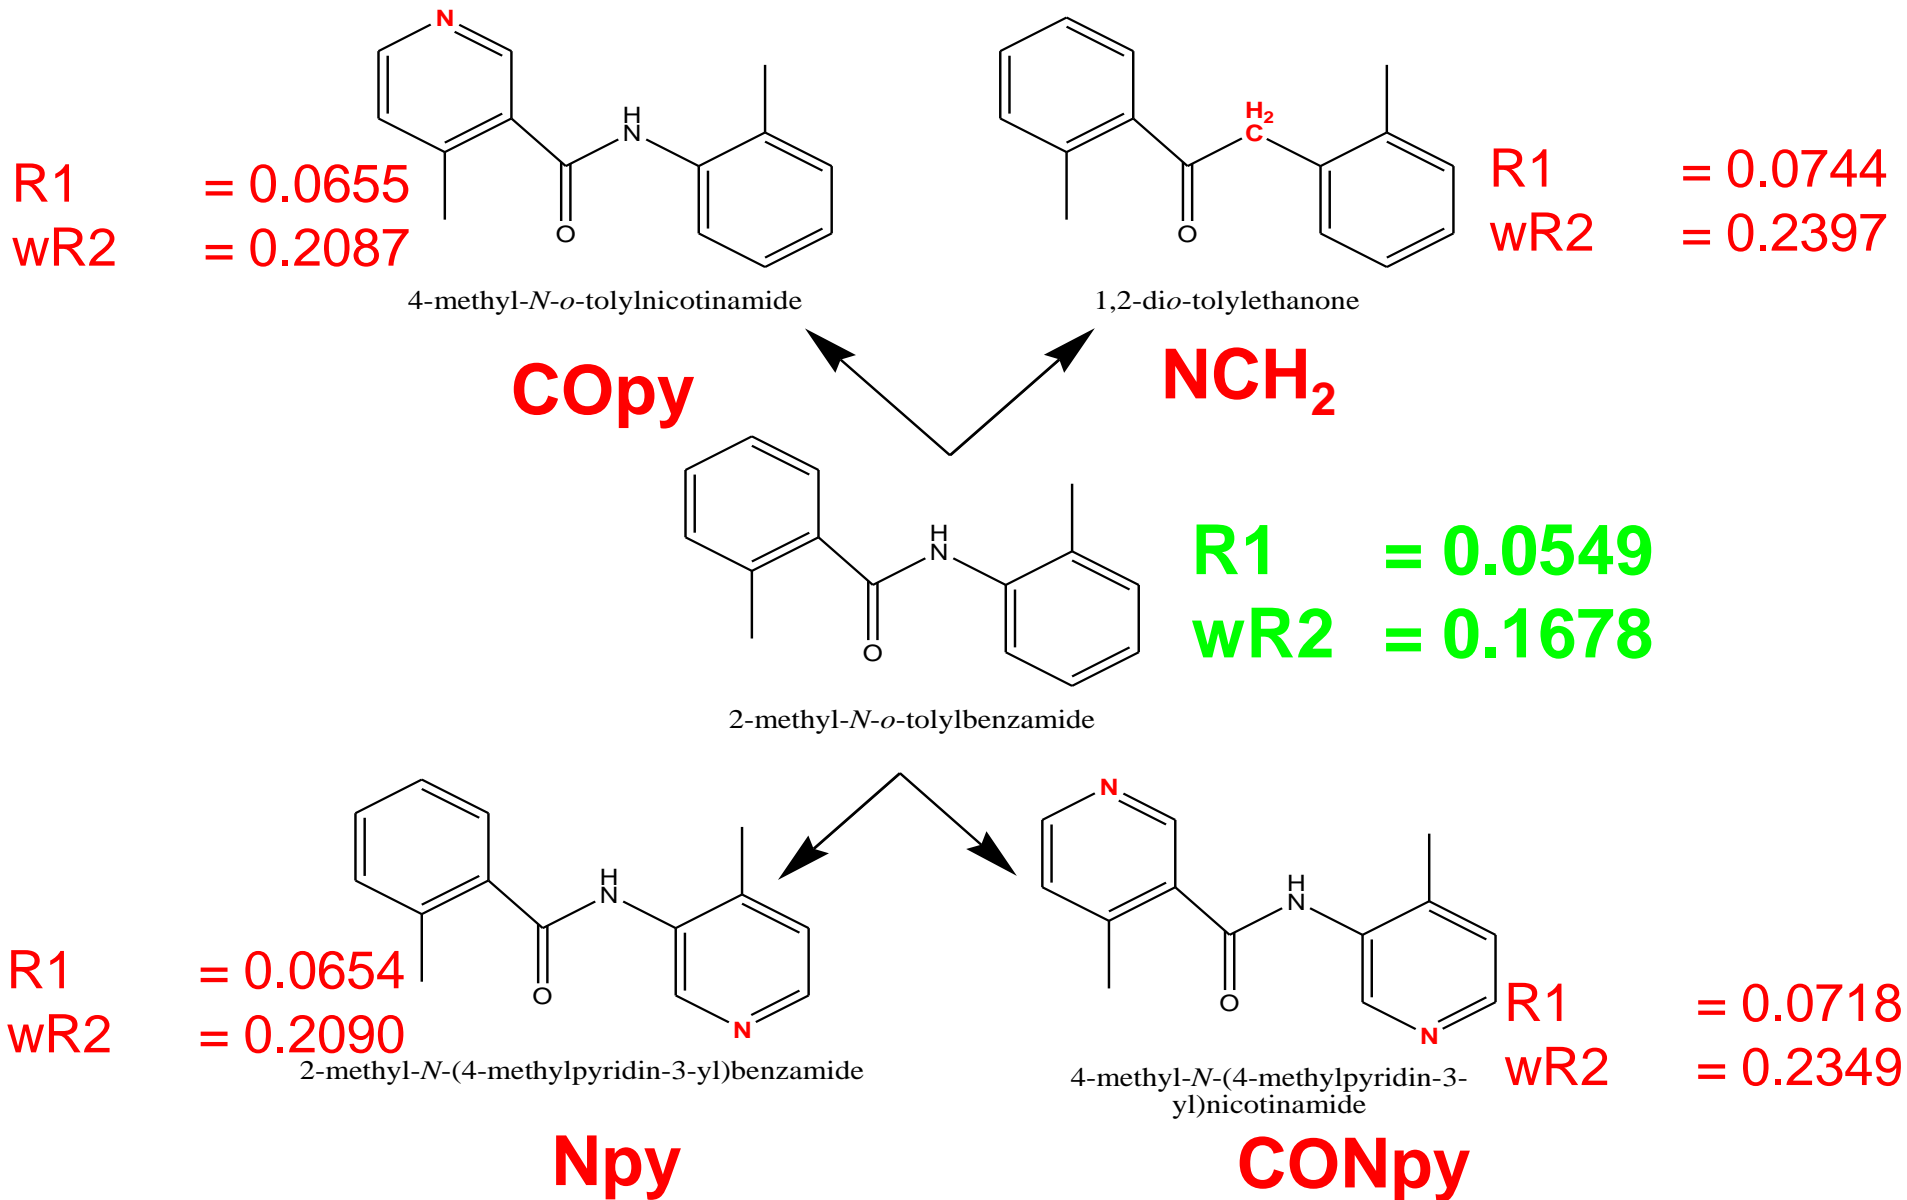 N
H
N
O
R1 = 0.0655
wR2 = 0.2087
4-methyl-N-o-tolylnicotinamide
COpy
H2
C
O
R1 = 0.0744
wR2 = 0.2397
1,2-dio-tolylethanone
NCH2
H
N
O
R1 = 0.0549
wR2 = 0.1678
2-methyl-N-o-tolylbenzamide
H
N
O
N
R1 = 0.0654
wR2 = 0.2090
2-methyl-N-(4-methylpyridin-3-yl)benzamide
Npy
N
H
N
O
N
R1 = 0.0718
wR2 = 0.2349
4-methyl-N-(4-methylpyridin-3-
yl)nicotinamide
CONpy